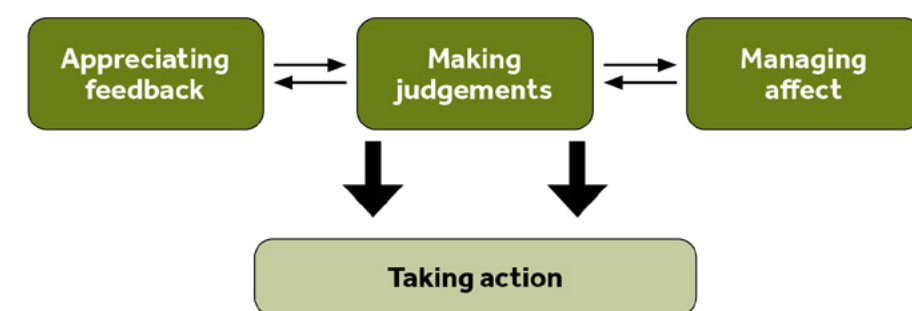 Appreciating
feedback
Making
judgements
Managing
affect
Taking action